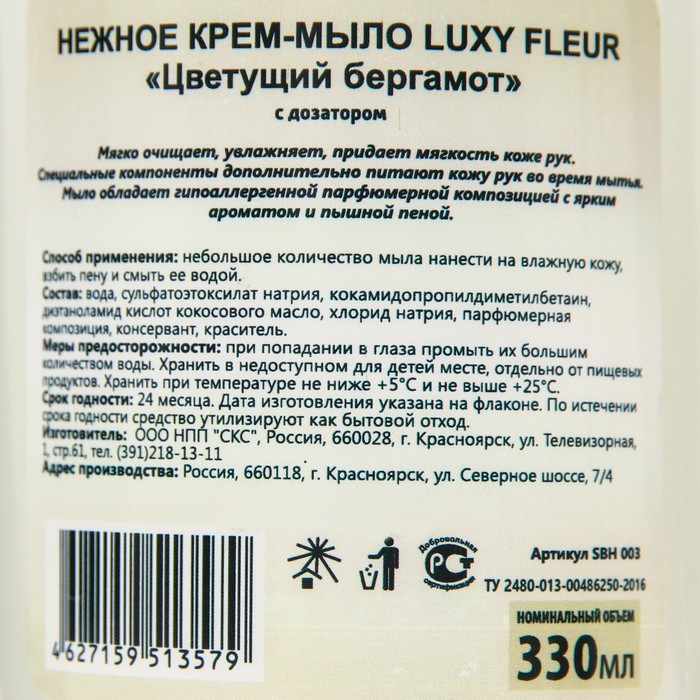 НЕЖНОЕ КРЕМ-МЫЛО LUXY FLEUR
«Цветущий бергамот»
с дозатором
Мягко очищает, увлажняет, придает мягкость коже рук.
Специальные компоненты дополнительно питают кожу рук во время мытья.
Мыло обладает гипоаллергенной парфюмерной композицией с ярким
ароматом и пышной пеной.
Способ применения: небольшое количество мыла нанести на влажную кожу,
взбить пену и смыть ее водой.
Состав: вода, сульфатоэтоксилат натрия, кокамидопропилдиметилбетаин,
диэтаноламид кислот кокосового масло, хлорид натрия, парфюмерная
композиция, консервант, краситель.
Меры предосторожности: при попадании в глаза промыть их большим
количеством воды. Хранить в недоступном для детей месте, отдельно от пищевых
продуктов. Хранить при температуре не ниже +5°С и не выше +25°С.
Срок годности: 24 месяца. Дата изготовления указана на флаконе. По истечении
срока годности средство утилизируют как бытовой отход.
Изготовитель: ООО НПП "СКС", Россия, 660028, г. Красноярск, ул. Телевизорная,
1, стр.61, тел. (391)218-13-11
Адрес производства: Россия, 660118, г. Красноярск, ул. Северное шоссе, 7/4
Добровольная
РСТ
сертификация
Артикул SBH 003
ТУ 2480-013-00486250-2016
НОМИНАЛЬНЫЙ ОБЪЕМ
330МЛ
4 627159 513579